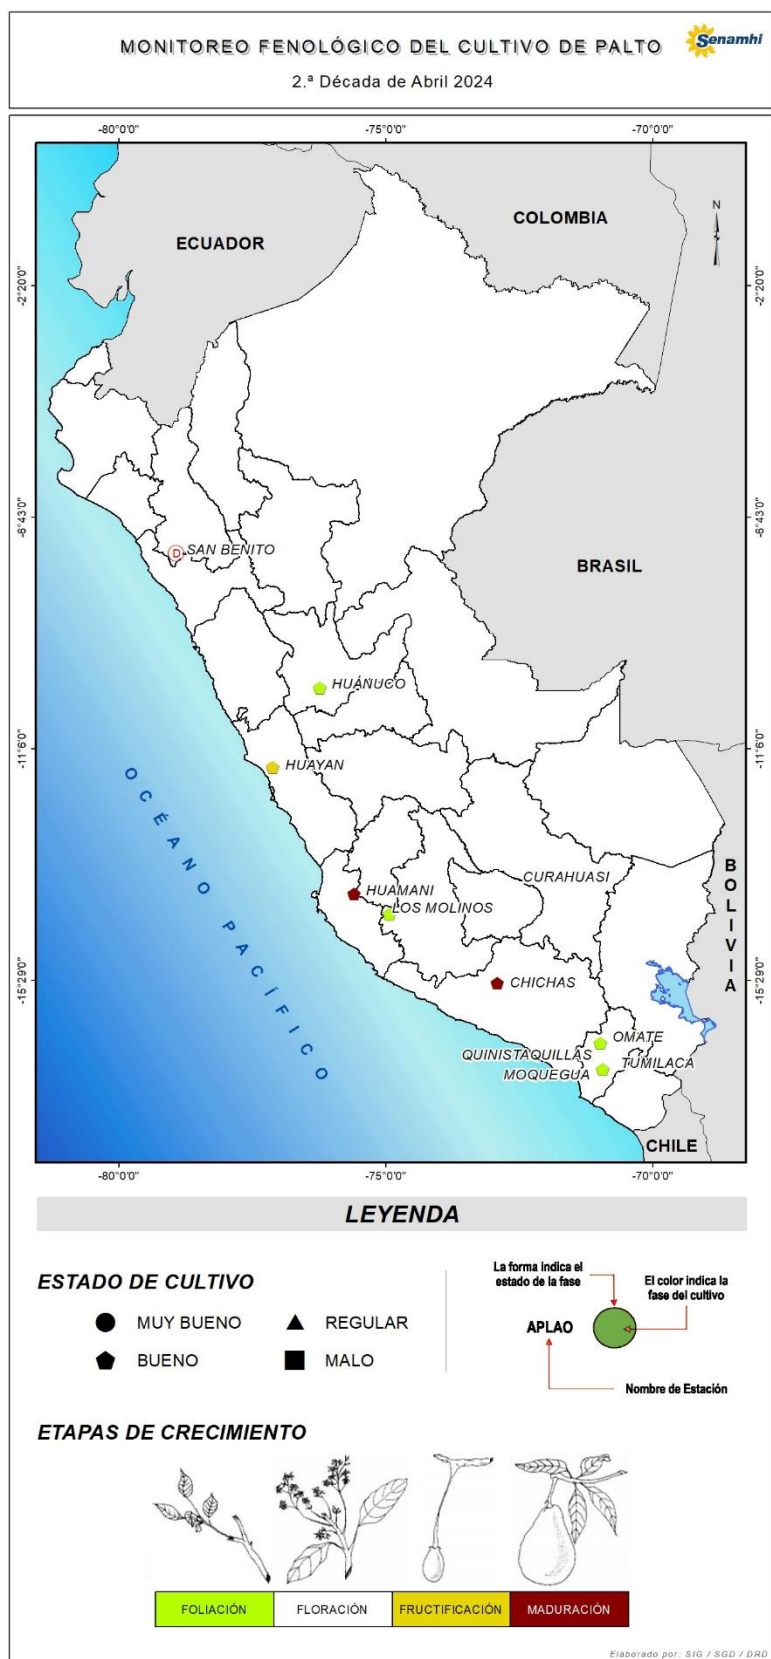 MONITOREO FENOLÓGICO DEL CULTIVO DE PALTO
Senamhi
2.ª Década de Abril 2024
-80°0'0"
-75°0'0"
-70°0'0"
N
COLOMBIA
ECUADOR
-2°20'0"
-2°20'0"
-6°43'0"
-6°43'0"
D
SAN BENITO
BRASIL
HUÁNUCO
-11°6'0"
-11°6'0"
HUAYAN
OCÉANO PACÍFICO
BOLIVIA
CURAHUASI
HUAMANI
LOS MOLINOS
-15°29'0"
-15°29'0"
CHICHAS
OMATE
QUINISTAQUILLAS
TUMILACA
MOQUEGUA
CHILE
-80°0'0"
-75°0'0"
-70°0'0"
LEYENDA
ESTADO DE CULTIVO
MUY BUENO
REGULAR
BUENO
MALO
La forma indica el
estado de la fase
El color indica la
fase del cultivo
APLAO
Nombre de Estación
ETAPAS DE CRECIMIENTO
FOLIACIÓN
FLORACIÓN
FRUCTIFICACIÓN
MADURACIÓN
Elaborado por: SIG / SGD / DRD